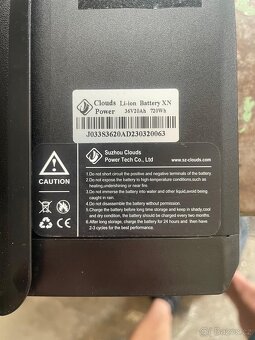 Clouds Li-ion Battery XN
Power 36V20Ah 720Wh
J033S3620AD230320063
Suzhou Clouds
Power Tech Co., Ltd
www.sz-clouds.com
CAUTION
1.Do not short circuit the positive and negatives terminals of the battery.
2.Do not expose the battery to high-temperature conditions,such as
heating,undershining or near fire.
3.Do not immerse the battery into water and other liquid,avoid being
caught in rain.
4.Do not disassemble the battery without permission.
5.Charge the battery before long time storage and keep in shady,cool
and dry condition, the battery should be charged every two months.
6.After long storage, charge the battery for 24 hours and then have
2-3 cycles for the best performance.